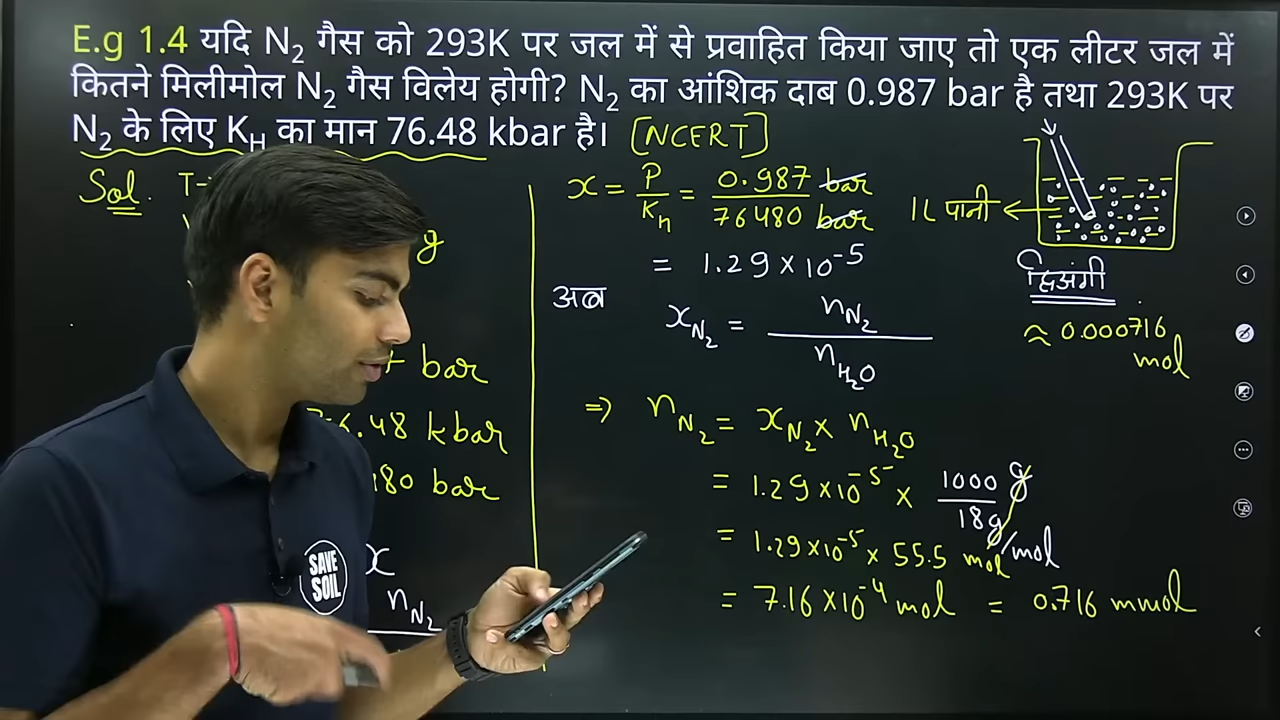 E.g 1.4 यदि N₂ गैस को 293K पर जल में से प्रवाहित किया जाए तो एक लीटर जल में
कितने मिलीमोल N₂ गैस विलेय होगी? N₂ का आंशिक दाब 0.987 bar है तथा 293K पर
N₂ के लिए K_H का मान 76.48 kbar है। [NCERT]
Sol.
g
bar
.48 kbar
180 bar
x
n_N₂
x = P/K_H = 0.987 bar / 76480 bar
= 1.29 × 10⁻⁵
अब
x_N₂ = n_N₂ / n_H₂O
⇒ n_N₂ = x_N₂ × n_H₂O
= 1.29 × 10⁻⁵ × 1000 g / 18 g/mol
= 1.29 × 10⁻⁵ × 55.5 mol
= 7.16 × 10⁻⁴ mol = 0.716 mmol
1L पानी
द्विअंगी
≈ 0.000716
mol
SAVE
SOIL